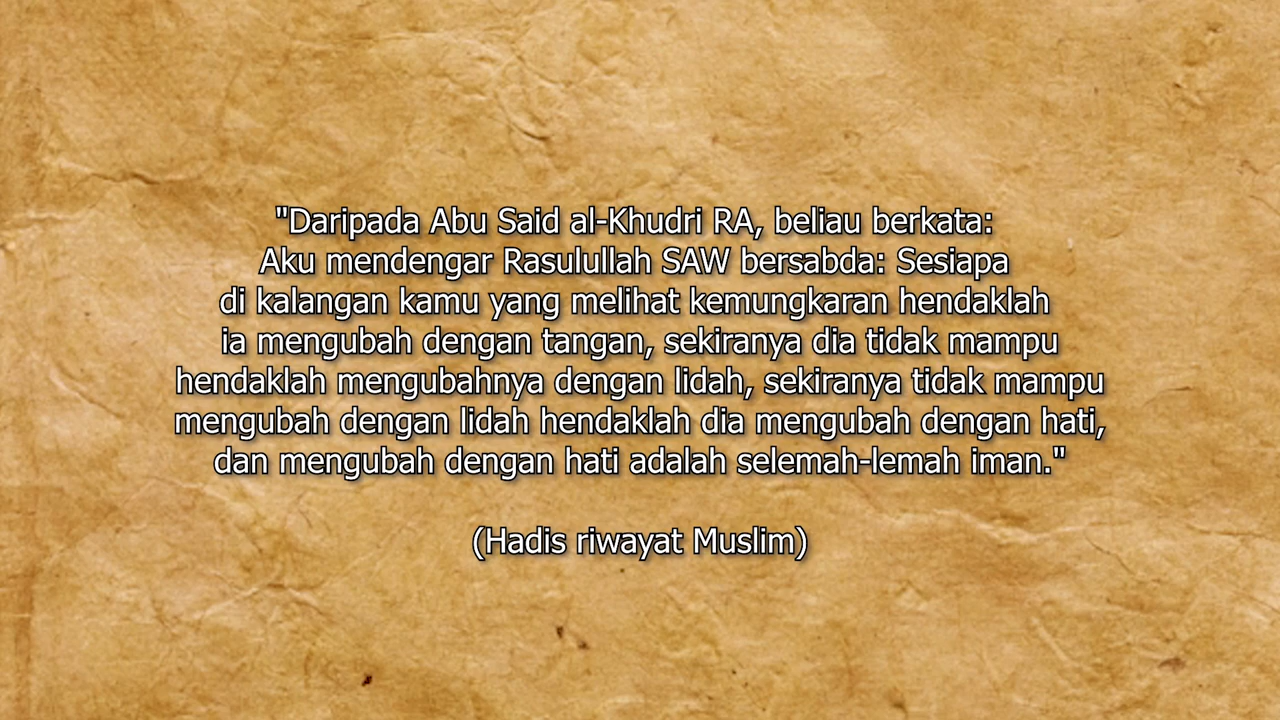 "Daripada Abu Said al-Khudri RA, beliau berkata:
Aku mendengar Rasulullah SAW bersabda: Sesiapa
di kalangan kamu yang melihat kemungkaran hendaklah
ia mengubah dengan tangan, sekiranya dia tidak mampu
hendaklah mengubahnya dengan lidah, sekiranya tidak mampu
mengubah dengan lidah hendaklah dia mengubah dengan hati,
dan mengubah dengan hati adalah selemah-lemah iman."
(Hadis riwayat Muslim)